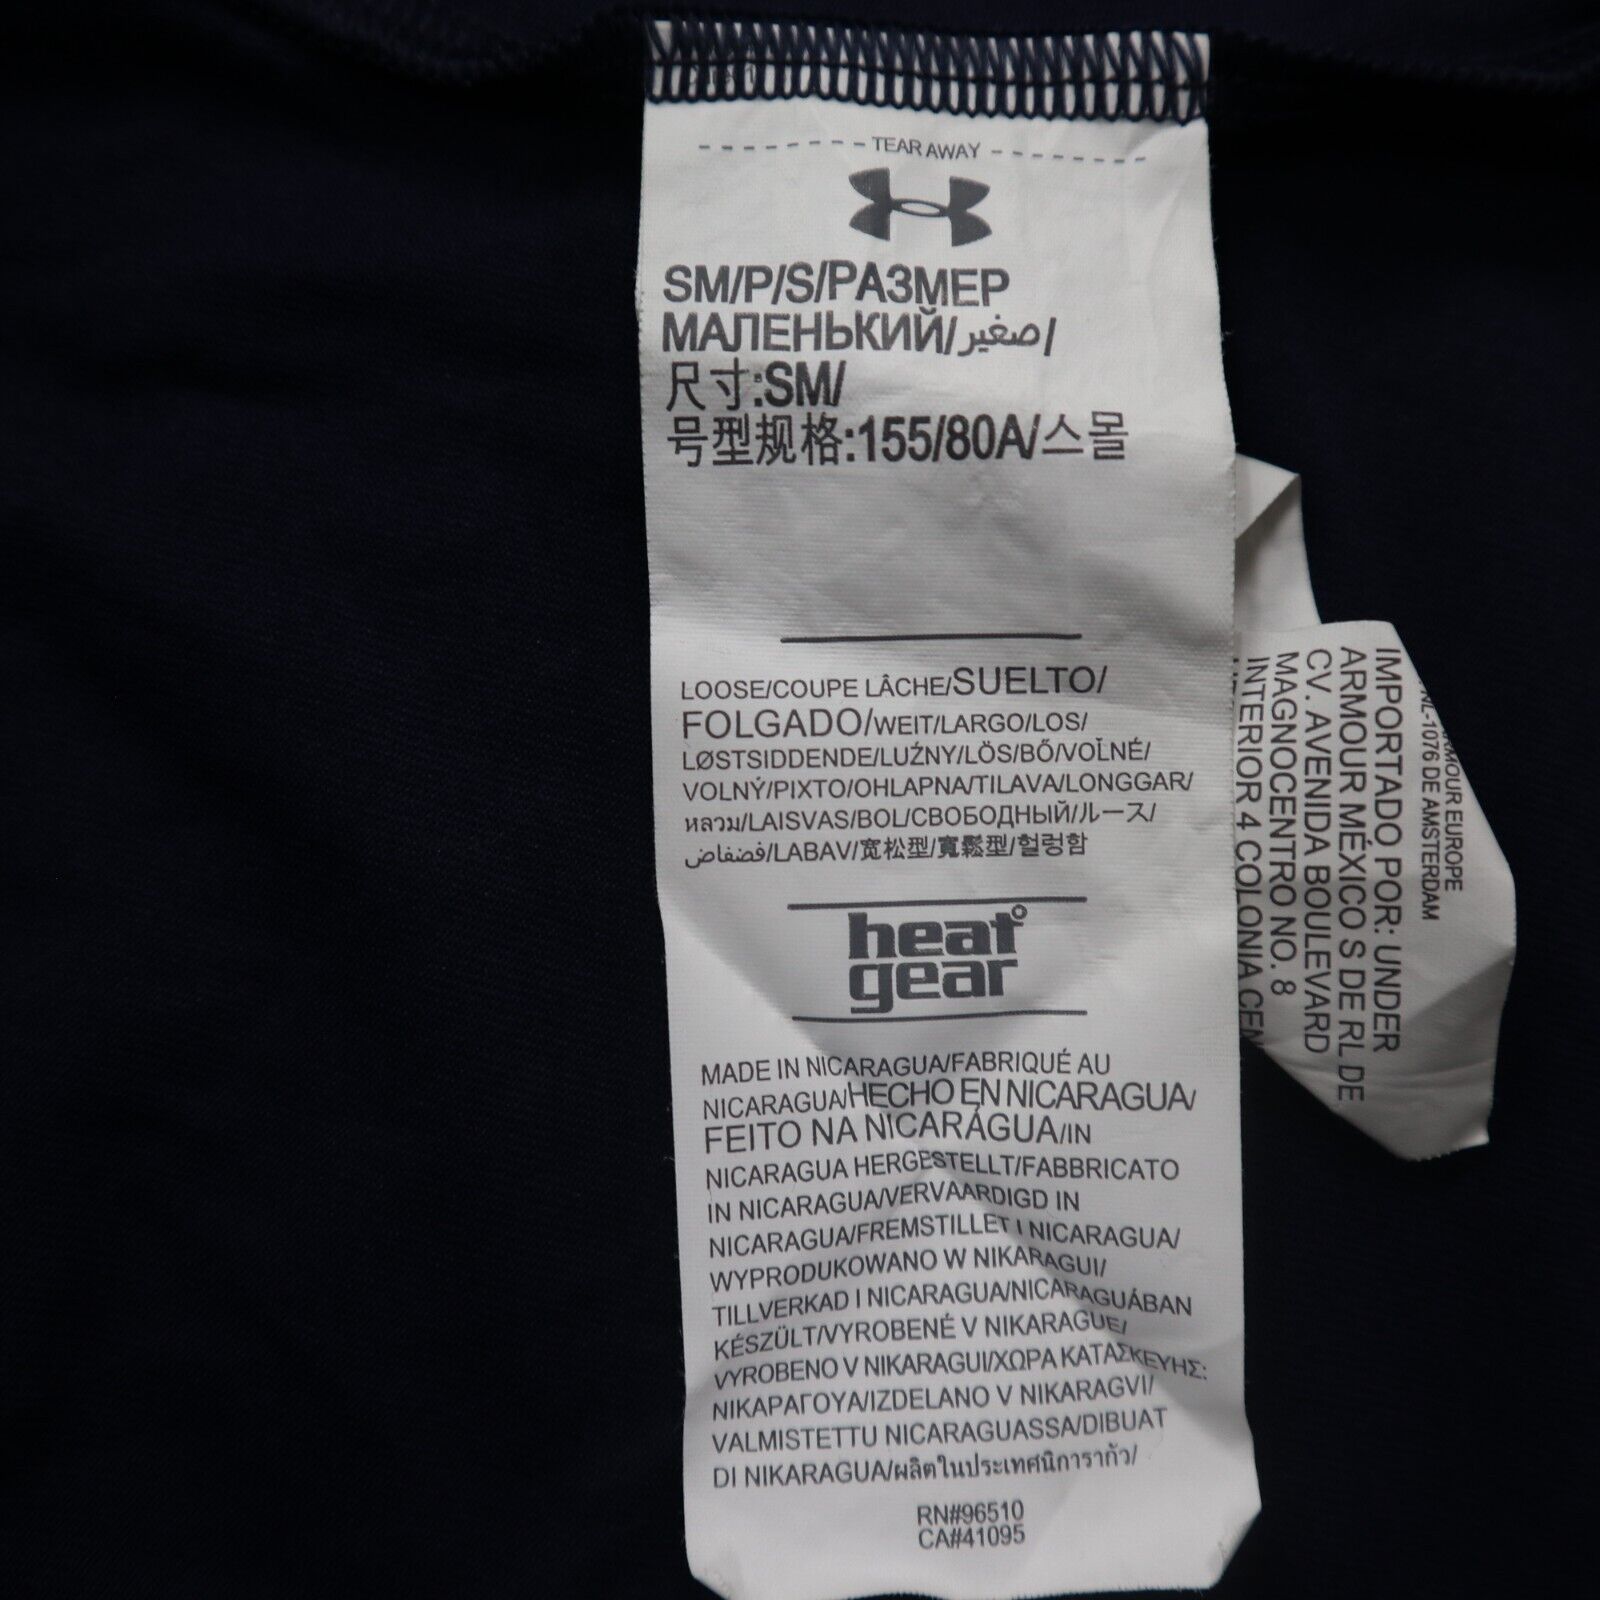 TEAR AWAY
SM/P/S/РАЗМЕР
МАЛЕНЬКИЙ/صغير/
尺寸:SM/
号型规格:155/80A/스몰
LOOSE/COUPE LÂCHE/SUELTO/
FOLGADO/WEIT/LARGO/LOS/
LØSTSIDDENDE/LUŹNY/LÖS/BŐ/VOĽNÉ/
VOLNÝ/PIXTO/OHLAPNA/TILAVA/LONGGAR/
หลวม/LAISVAS/BOL/СВОБОДНЫЙ/ルース/
فضفاض/LABAV/宽松型/寬鬆型/헐렁함
heat
gear
MADE IN NICARAGUA/FABRIQUÉ AU
NICARAGUA/HECHO EN NICARAGUA/
FEITO NA NICARÁGUA/IN
NICARAGUA HERGESTELLT/FABBRICATO
IN NICARAGUA/VERVAARDIGD IN
NICARAGUA/FREMSTILLET I NICARAGUA/
WYPRODUKOWANO W NIKARAGUI/
TILLVERKAD I NICARAGUA/NICARAGUÁBAN
KÉSZÜLT/VYROBENÉ V NIKARAGUE/
VYROBENO V NIKARAGUI/ΧΩΡΑ ΚΑΤΑΣΚΕΥΗΣ:
ΝΙΚΑΡΑΓΟΥΑ/IZDELANO V NIKARAGVI/
VALMISTETTU NICARAGUASSA/DIBUAT
DI NIKARAGUA/ผลิตในประเทศนิการากัว/
RN#96510
CA#41095
ARMOUR EUROPE
NL-1076 DE AMSTERDAM
IMPORTADO POR: UNDER
ARMOUR MÉXICO S DE RL DE
CV. AVENIDA BOULEVARD
MAGNOCENTRO NO. 8
INTERIOR 4 COLONIA CEN